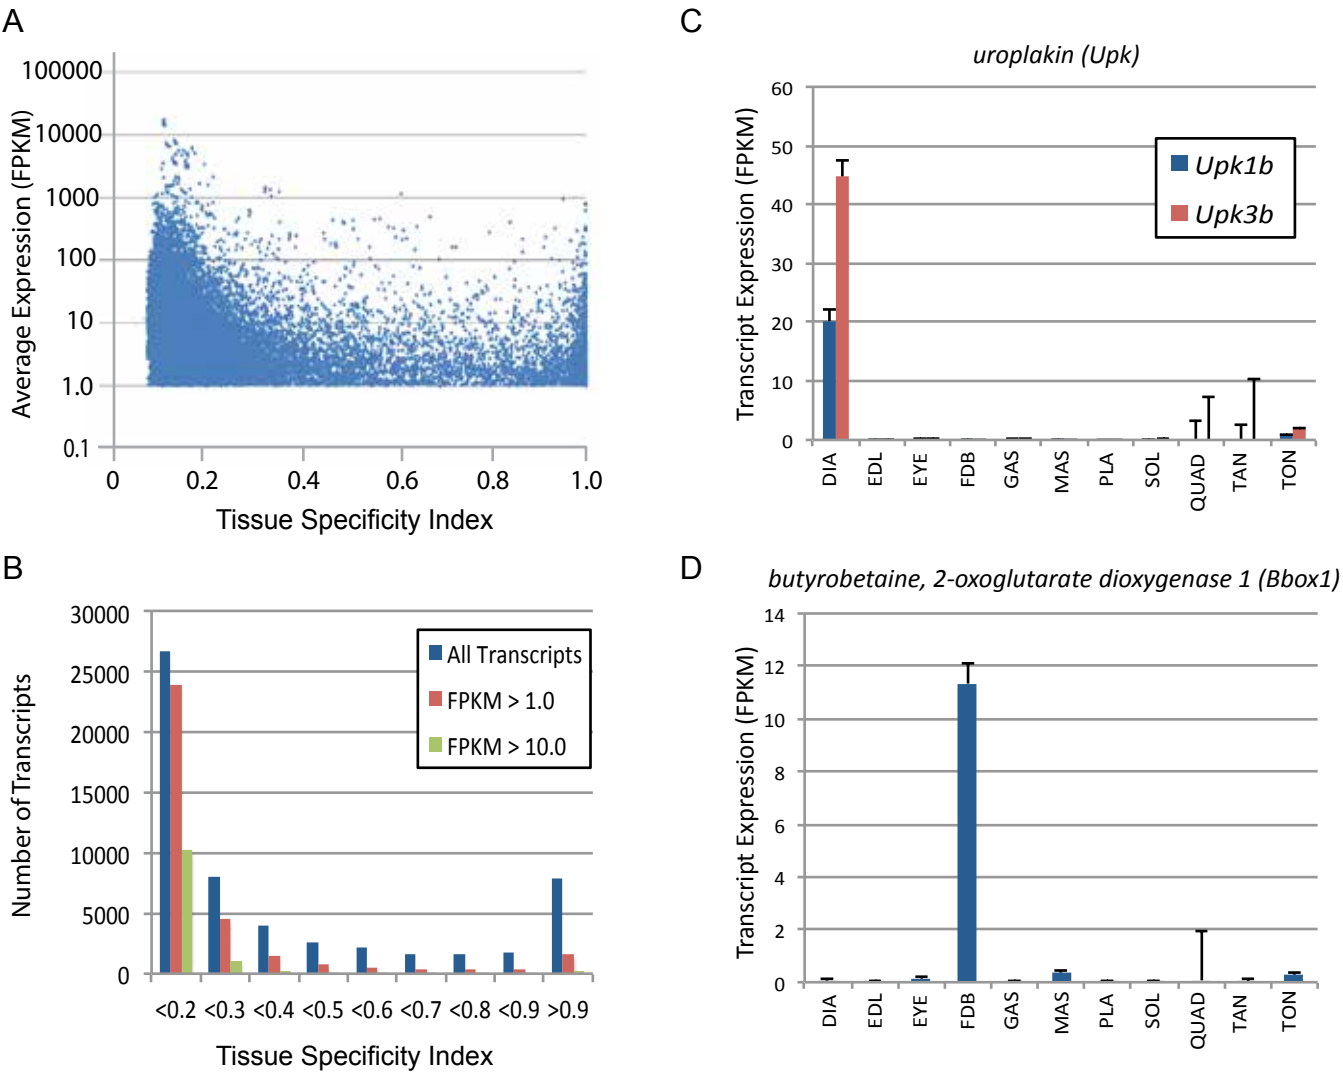 A
Average Expression (FPKM)
100000
10000
1000
100
10
1.0
0.1
0 0.2 0.4 0.6 0.8 1.0
Tissue Specificity Index
B
Number of Transcripts
30000
25000
20000
15000
10000
5000
0
All Transcripts
FPKM > 1.0
FPKM > 10.0
<0.2 <0.3 <0.4 <0.5 <0.6 <0.7 <0.8 <0.9 >0.9
Tissue Specificity Index
C
uroplakin (Upk)
Transcript Expression (FPKM)
60
50
40
30
20
10
0
Upk1b
Upk3b
DIA EDL EYE FDB GAS MAS PLA SOL QUAD TAN TON
D
butyrobetaine, 2-oxoglutarate dioxygenase 1 (Bbox1)
Transcript Expression (FPKM)
14
12
10
8
6
4
2
0
DIA EDL EYE FDB GAS MAS PLA SOL QUAD TAN TON